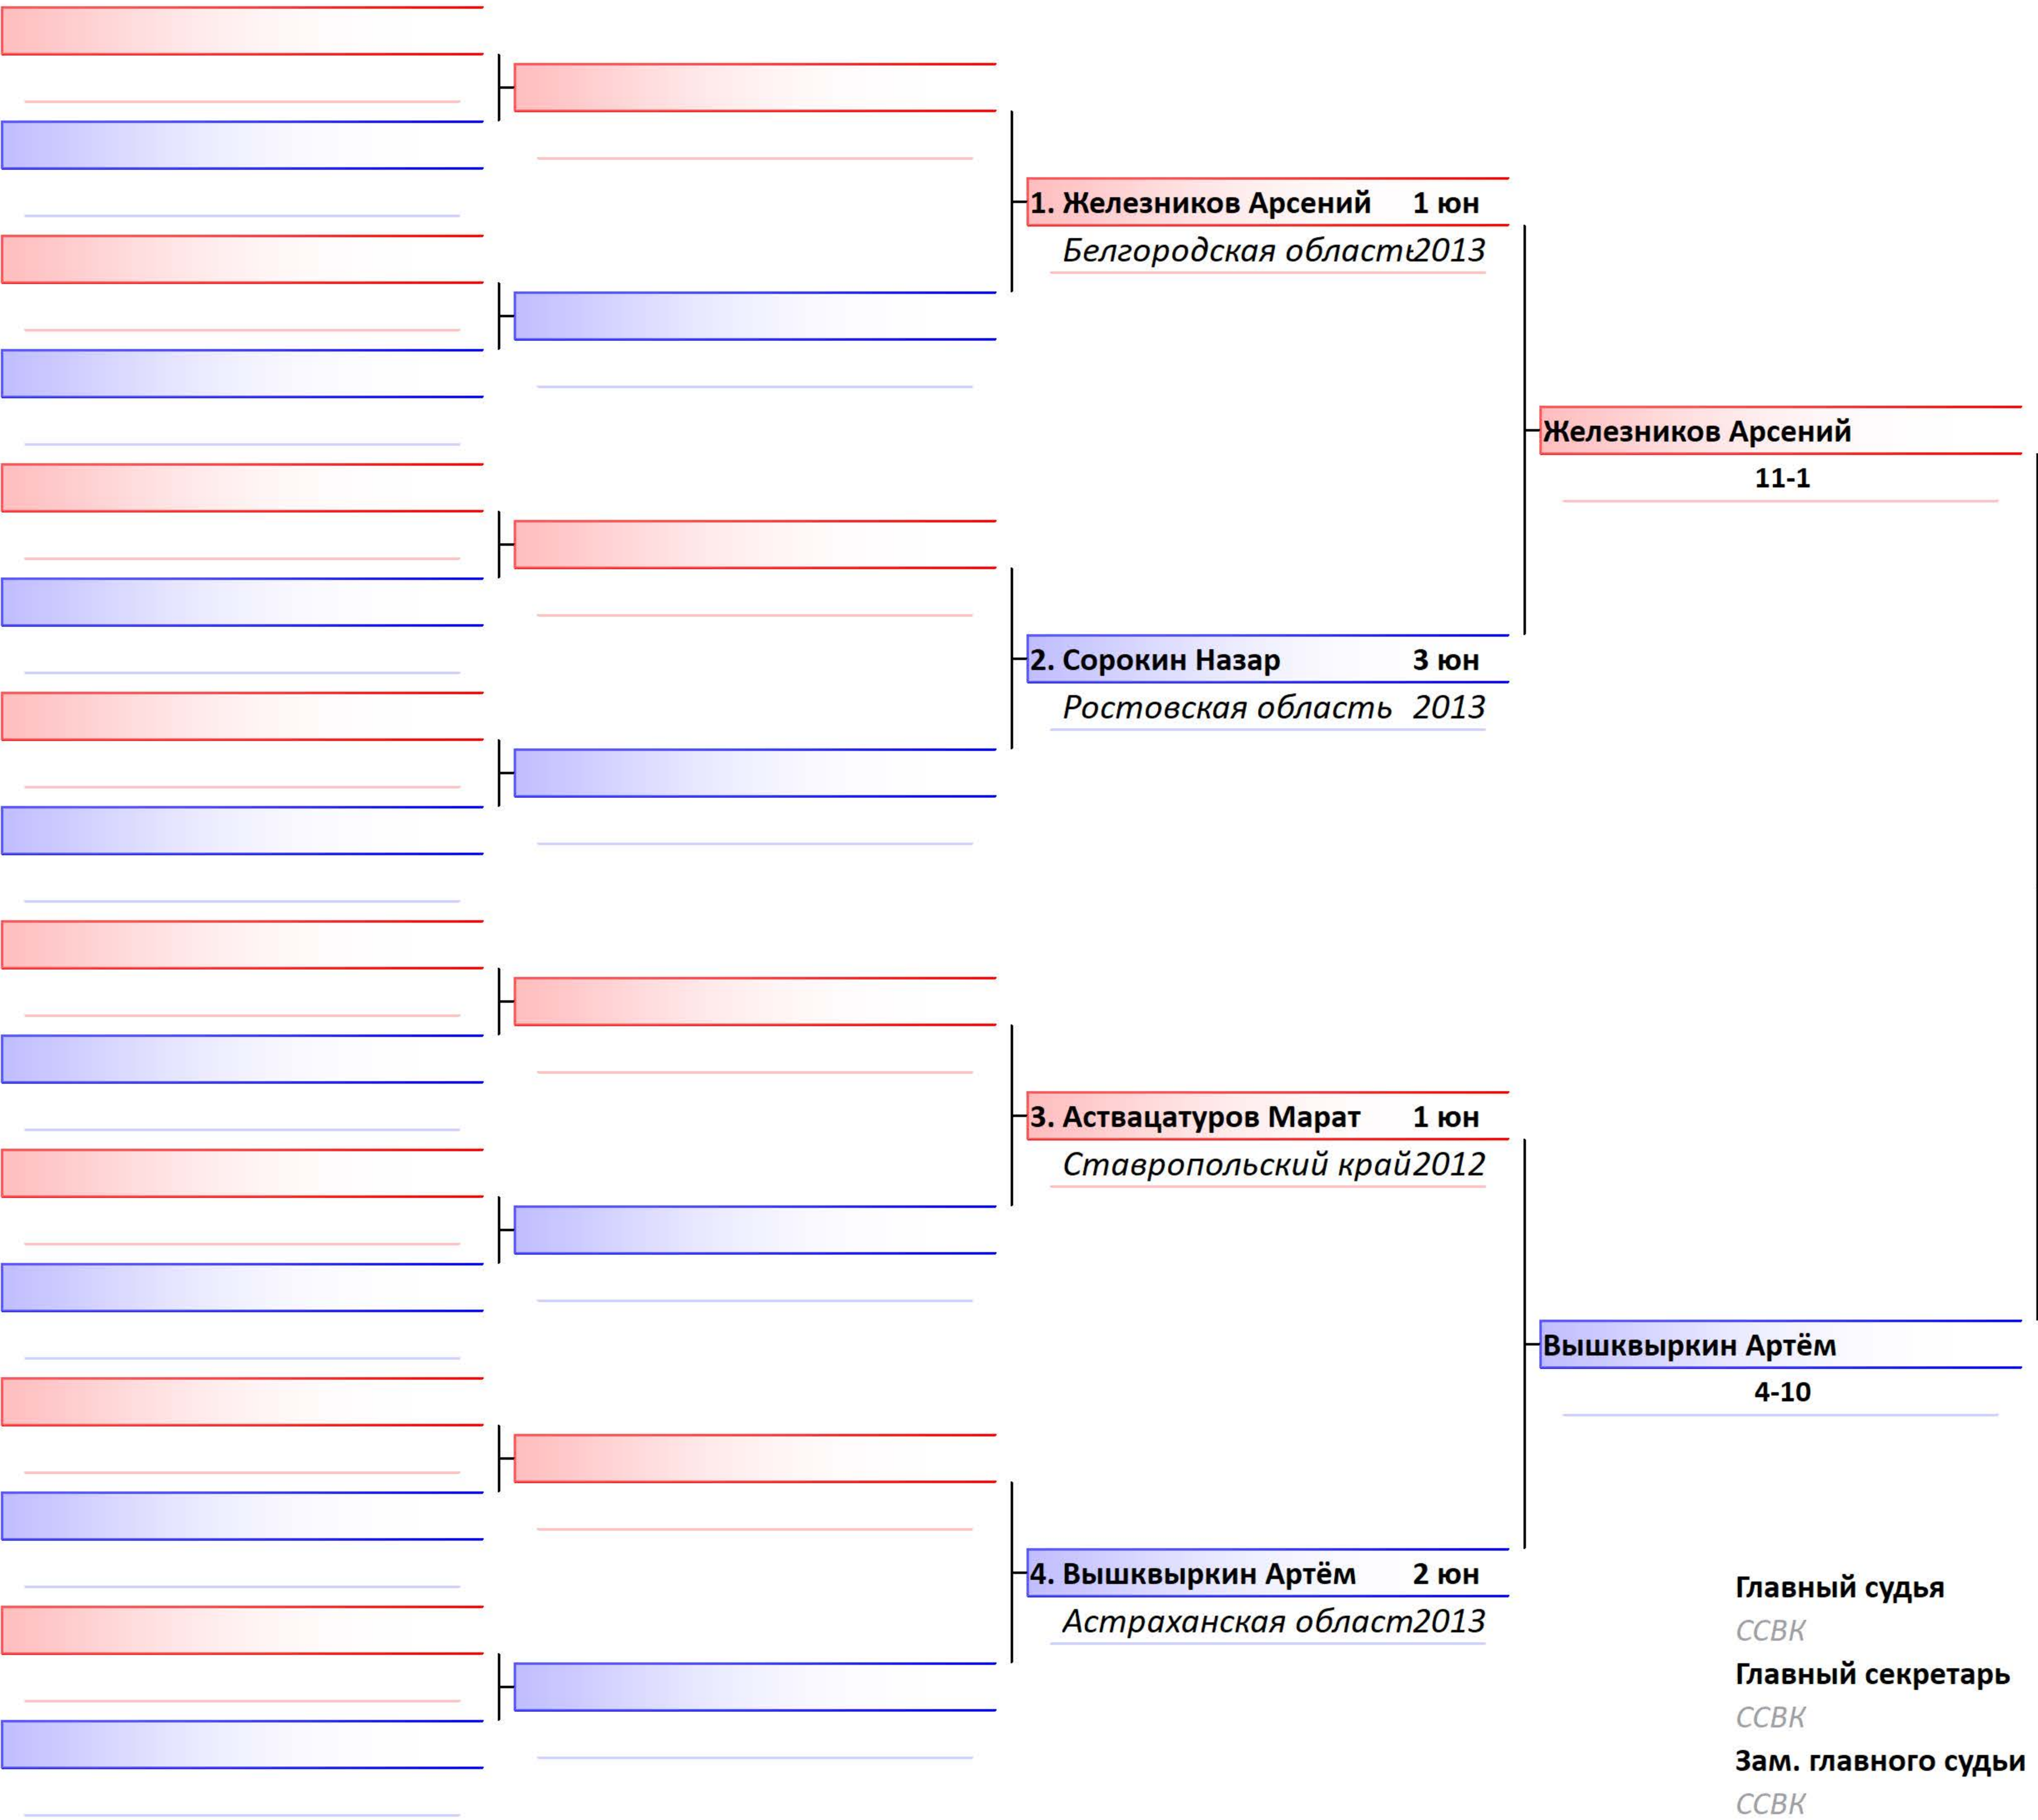 1. Железников Арсений 1 юн
Белгородская область 2013
Железников Арсений
11-1
2. Сорокин Назар 3 юн
Ростовская область 2013
3. Аствацатуров Марат 1 юн
Ставропольский край 2012
Вышквыркин Артём
4-10
4. Вышквыркин Артём 2 юн
Астраханская област 2013
Главный судья
ССВК
Главный секретарь
ССВК
Зам. главного судьи
ССВК